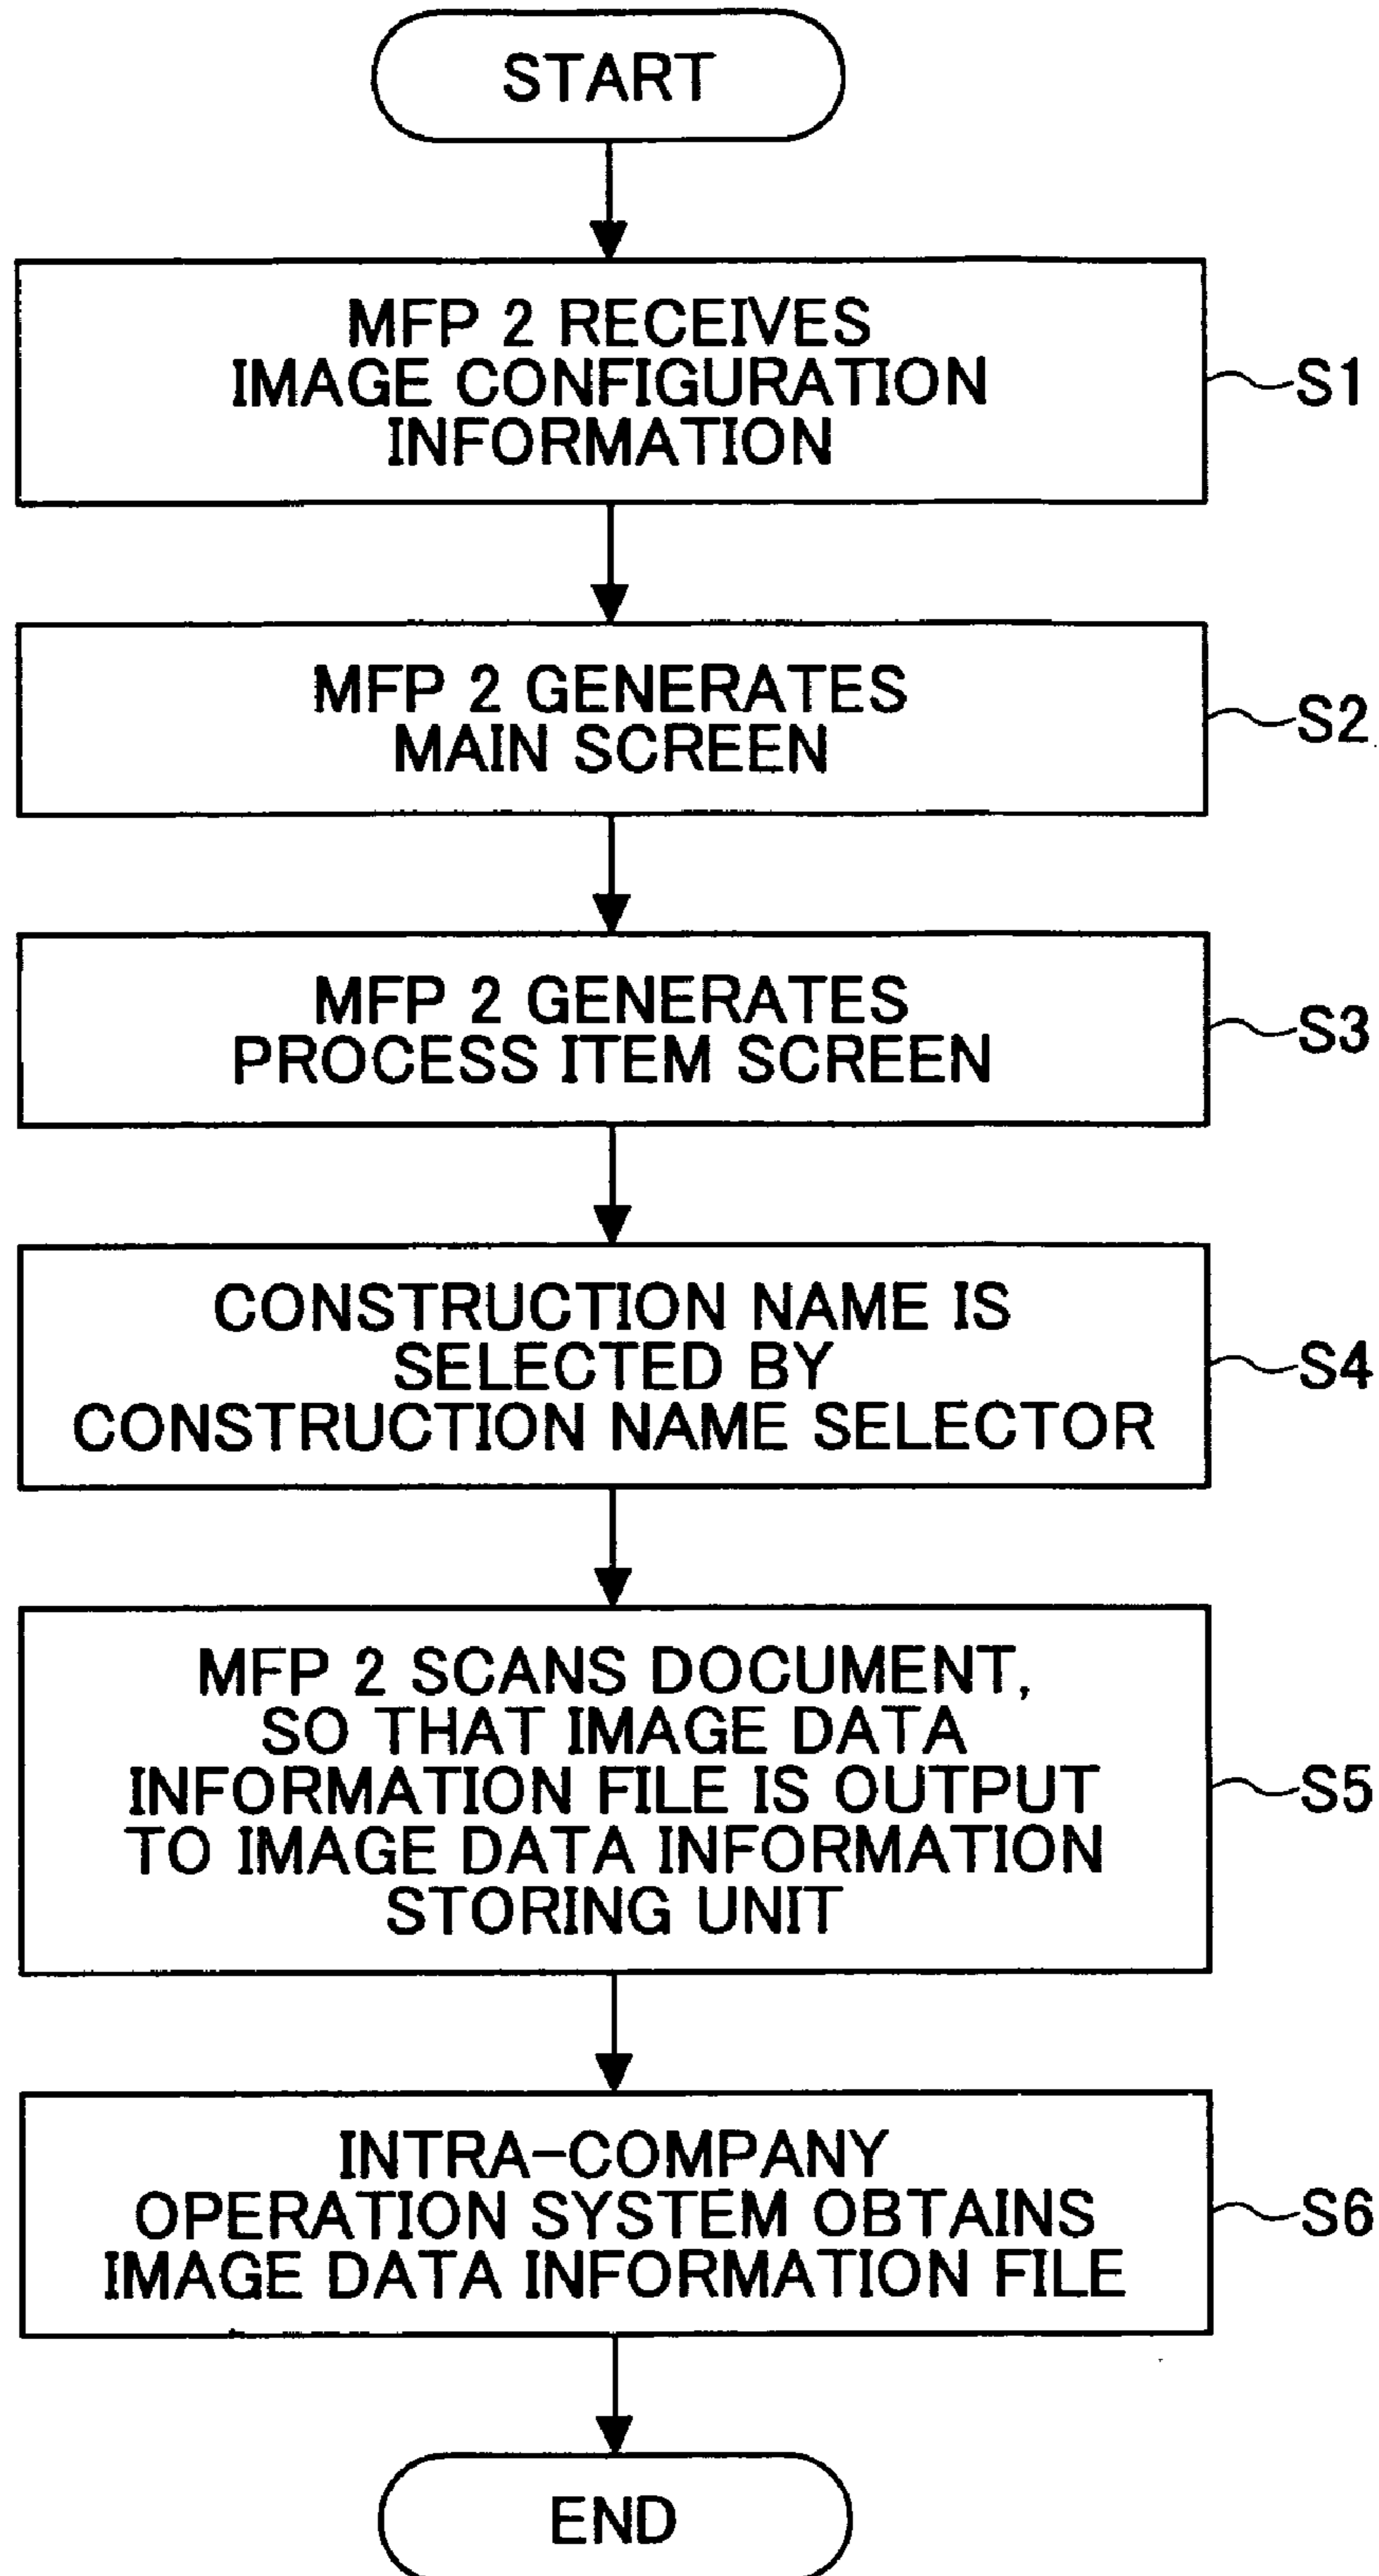 START
MFP 2 RECEIVES
IMAGE CONFIGURATION
INFORMATION
S1
MFP 2 GENERATES
MAIN SCREEN
S2
MFP 2 GENERATES
PROCESS ITEM SCREEN
S3
CONSTRUCTION NAME IS
SELECTED BY
CONSTRUCTION NAME SELECTOR
S4
MFP 2 SCANS DOCUMENT,
SO THAT IMAGE DATA
INFORMATION FILE IS OUTPUT
TO IMAGE DATA INFORMATION
STORING UNIT
S5
INTRA-COMPANY
OPERATION SYSTEM OBTAINS
IMAGE DATA INFORMATION FILE
S6
END